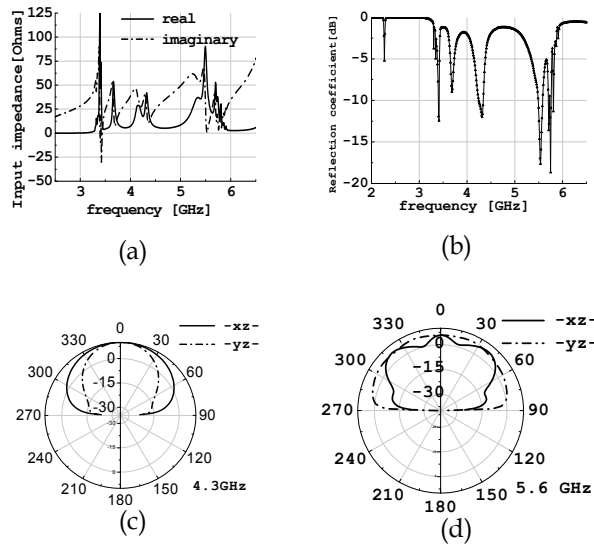 real
imaginary
Input impedance[Ohms]
125
100
75
50
25
0
-25
50
3 4 5 6
frequency [GHz]
(a)
Reflection coefficient[dB]
0
-5
-10
-15
-20
2 3 4 5 6
frequency [GHz]
(b)
0
30
60
90
120
150
180
210
240
270
300
330
0
-15
-30
-xz-
-yz-
4.3GHz
(c)
0
30
60
90
120
150
180
210
240
270
300
330
0
-15
-30
-xz-
-yz-
5.6 GHz
(d)